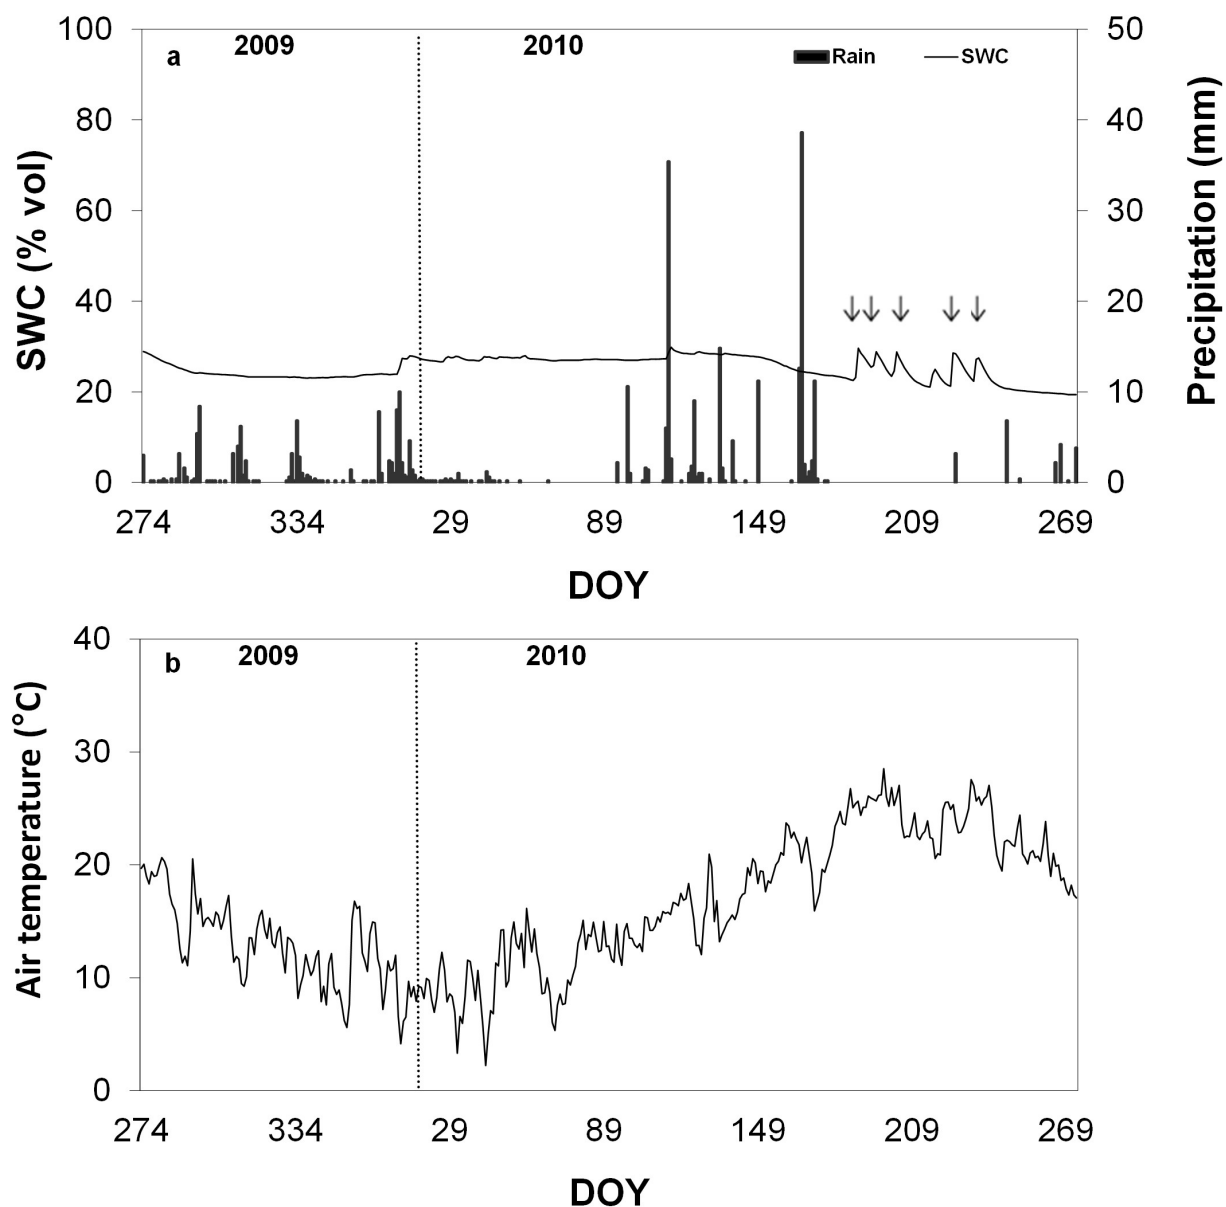 100 50
2009 2010
a Rain SWC
80 40
60 30
40 20
20 10
0 0
SWC (% vol)
Precipitation (mm)
274 334 29 89 149 209 269
DOY
40
2009 2010
b
30
20
10
0
Air temperature (°C)
274 334 29 89 149 209 269
DOY